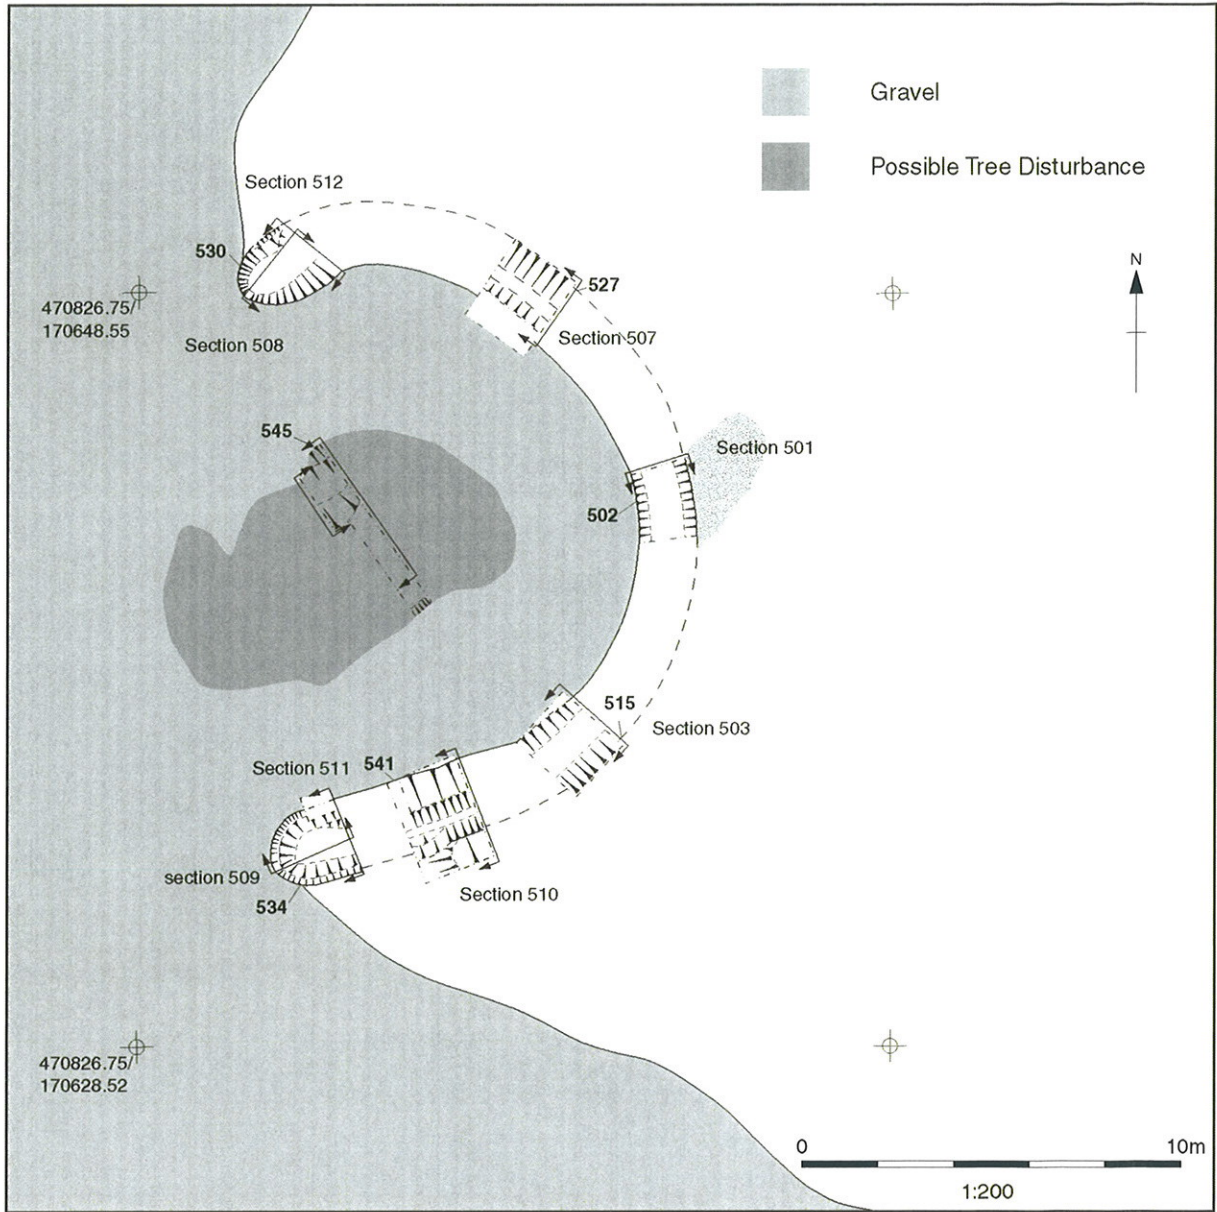 Gravel
Possible Tree Disturbance
Section 512
530
N
527
470826.75/
170648.55
Section 508
Section 507
545
Section 501
502
515
Section 503
541
Section 511
section 509
Section 510
534
470826.75/
170628.52
0 10m
1:200